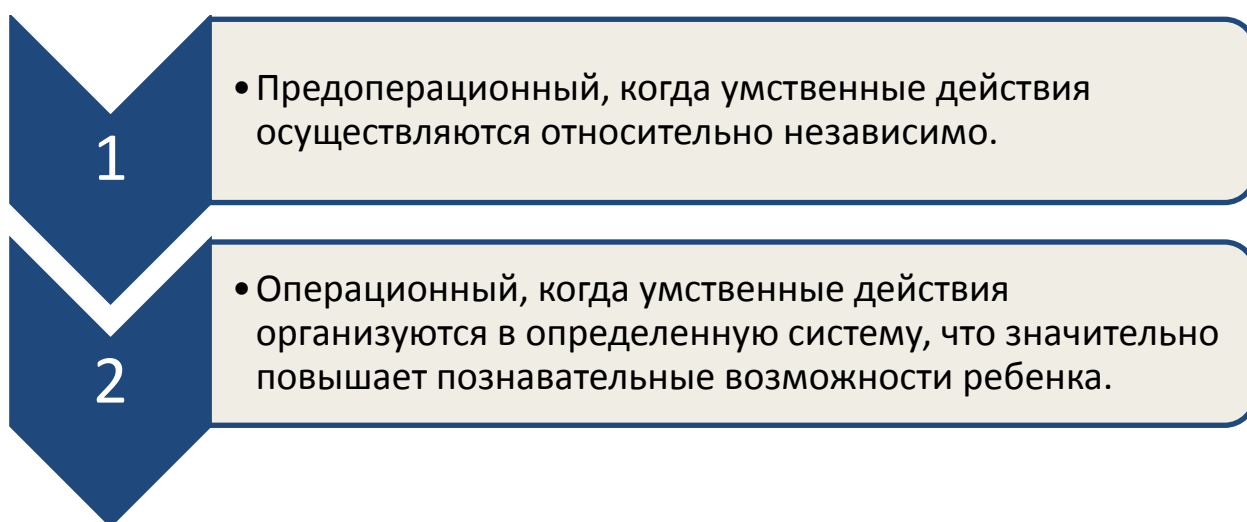 1
•Предоперационный, когда умственные действия
осуществляются относительно независимо.
2
•Операционный, когда умственные действия
организуются в определенную систему, что значительно
повышает познавательные возможности ребенка.